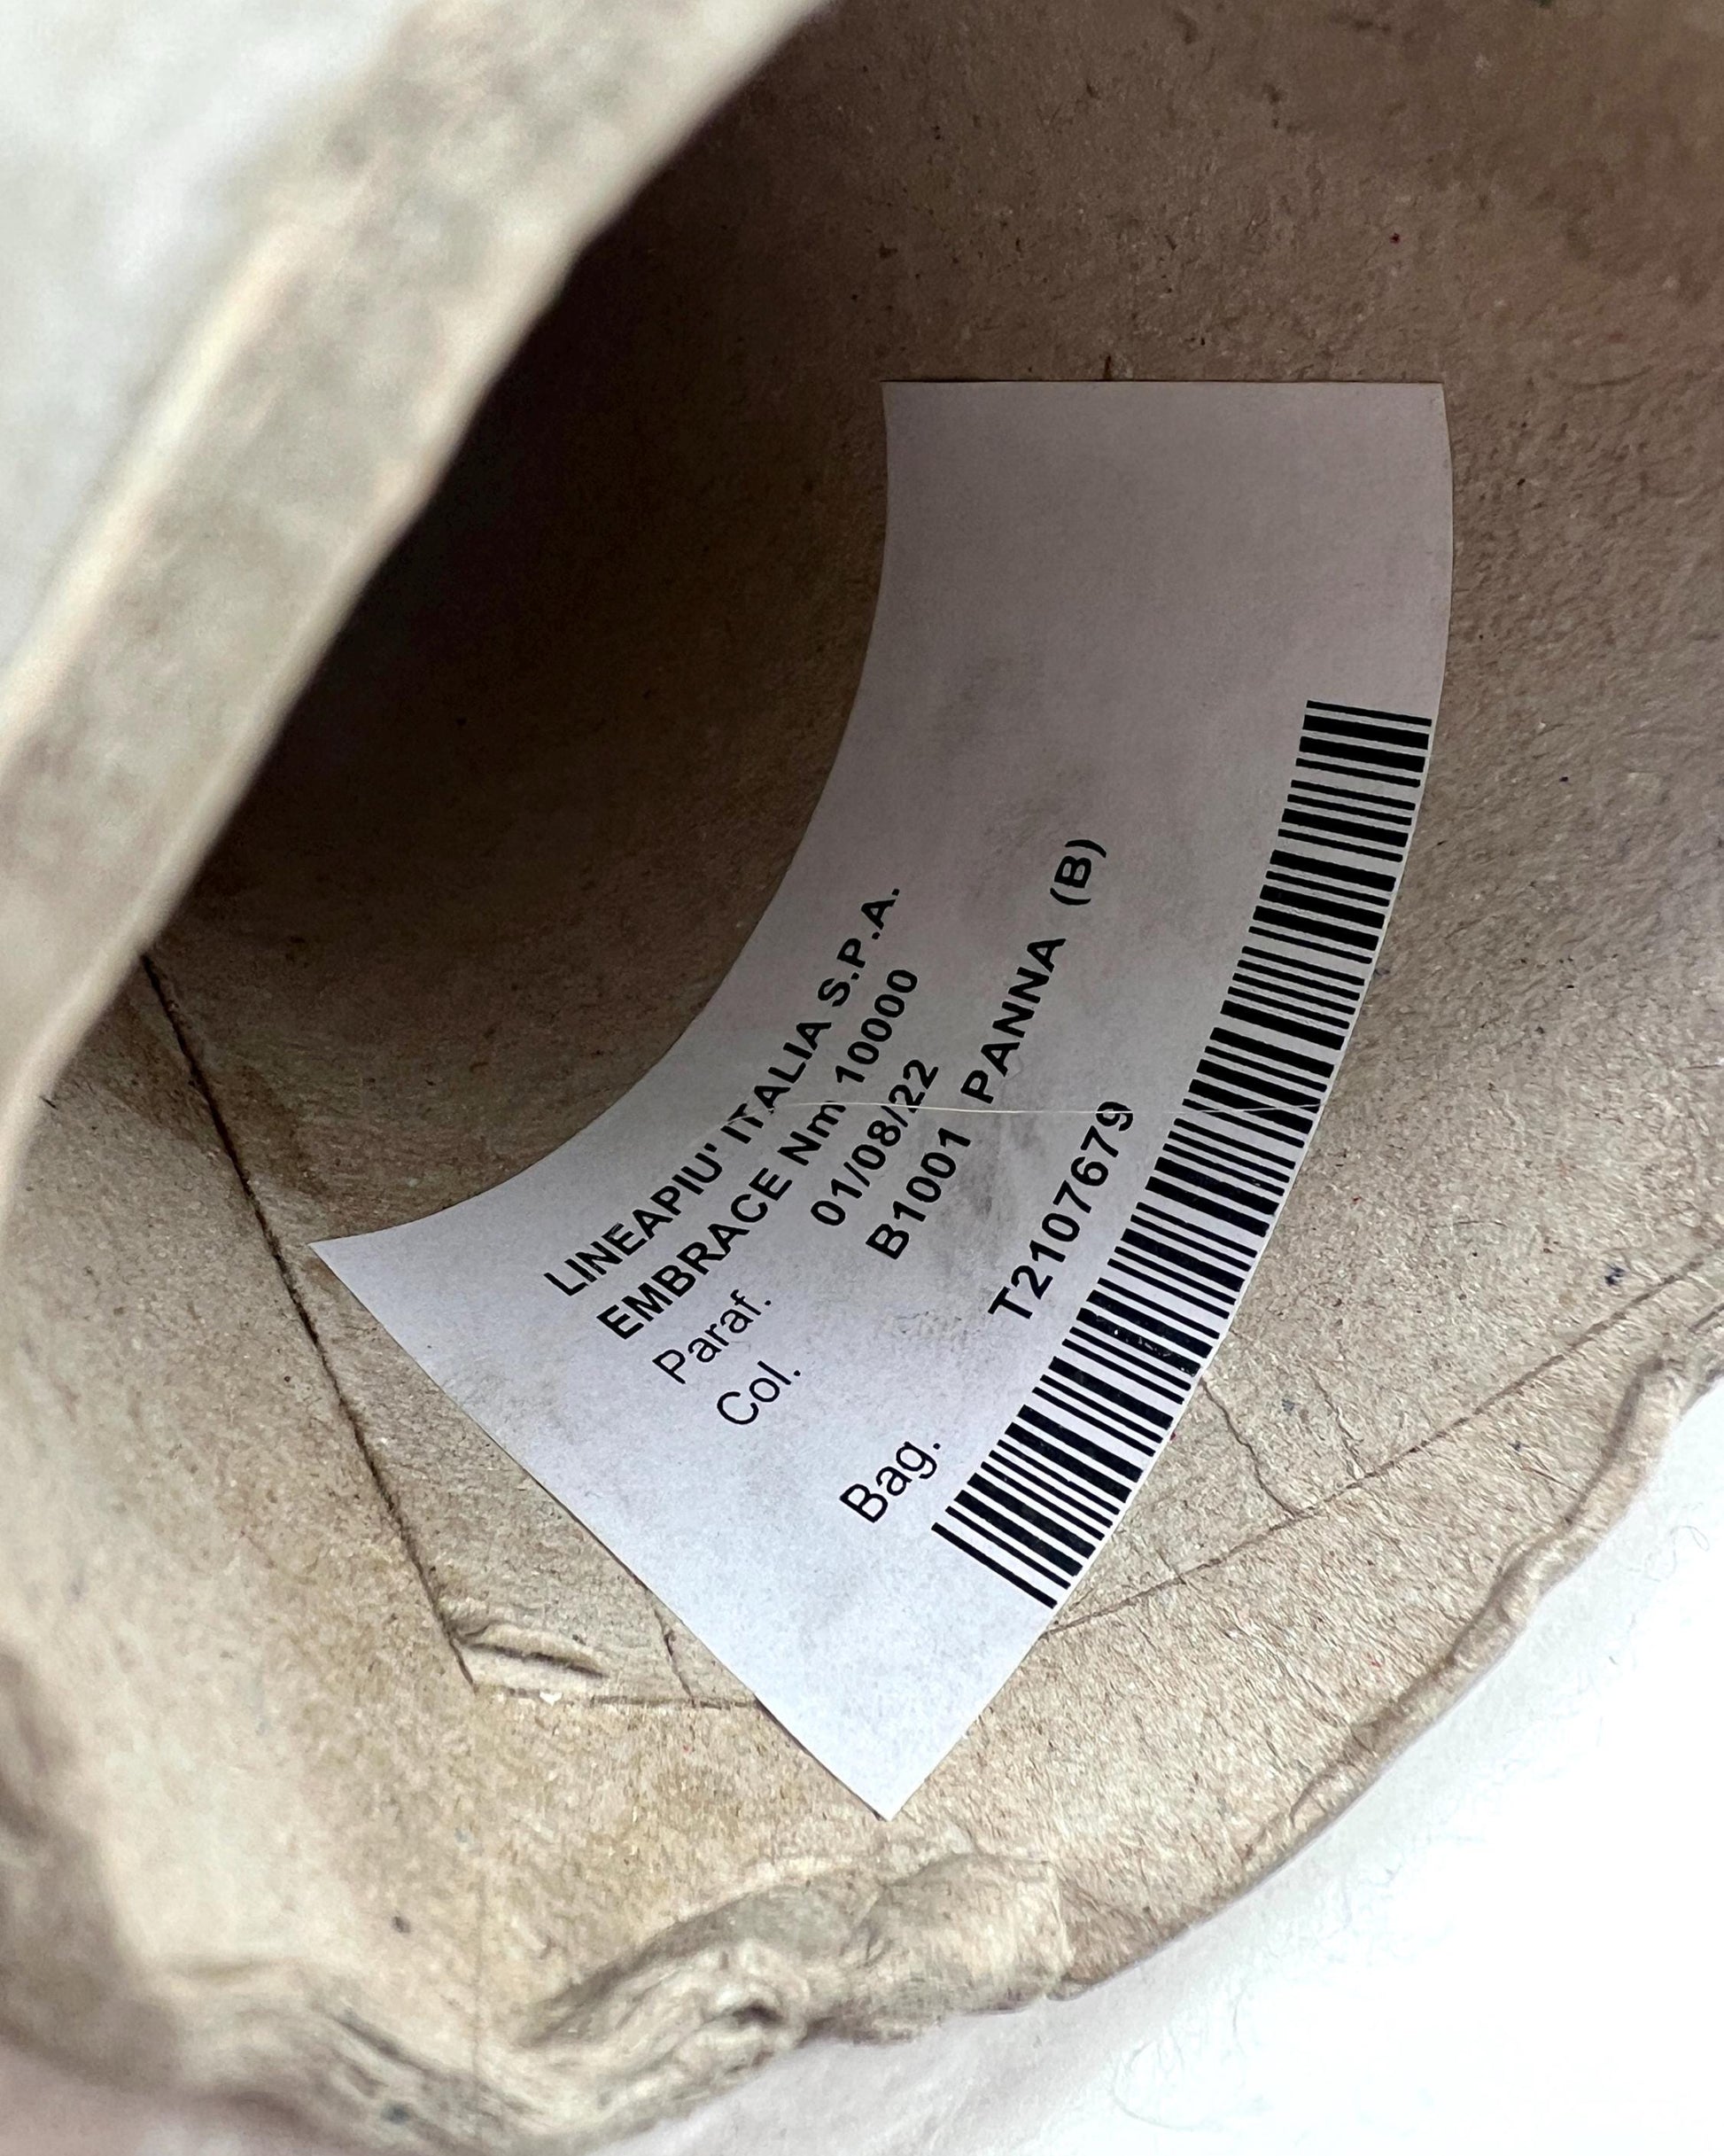 LINEAPIU' ITALIA S.P.A.
EMBRACE Nm 10000
Paraf. 01/08/22
Col. B1001 PANNA (B)
Bag. T2107679